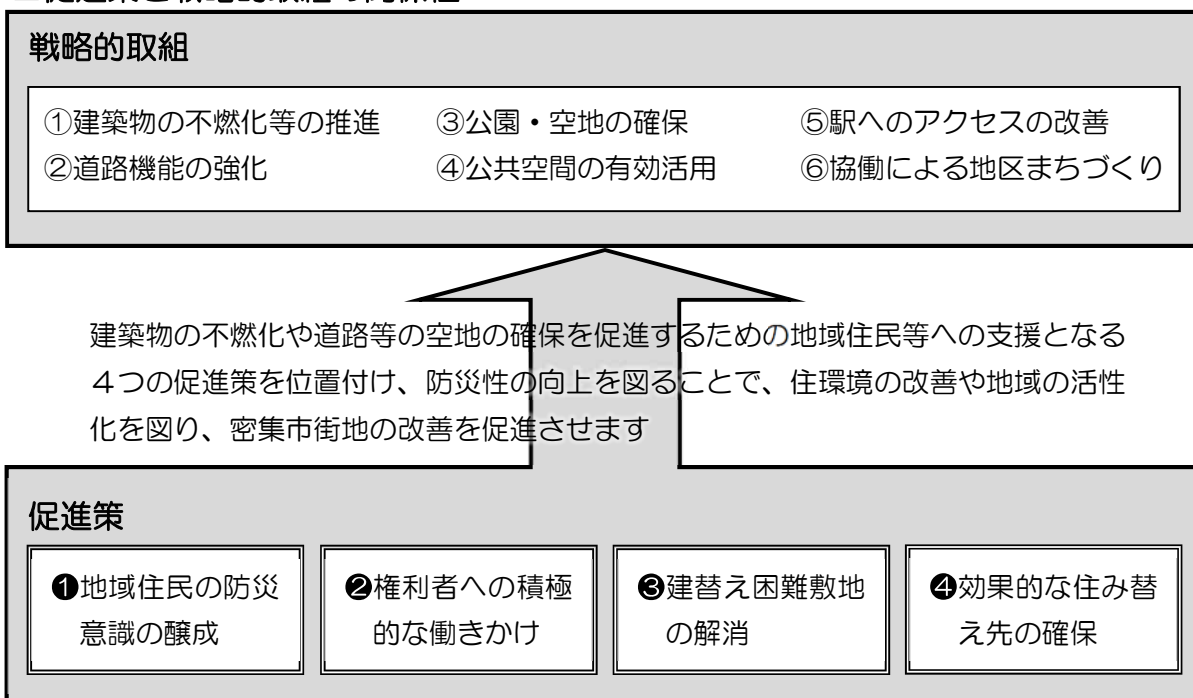 戦略的取組
①建築物の不燃化等の推進
③公園・空地の確保
⑤駅へのアクセスの改善
②道路機能の強化
④公共空間の有効活用
⑥協働による地区まちづくり
建築物の不燃化や道路等の空地の確保を促進するための地域住民等への支援となる
４つの促進策を位置付け、防災性の向上を図ることで、住環境の改善や地域の活性
化を図り、密集市街地の改善を促進させます
促進策
❶地域住民の防災
意識の醸成
❷権利者への積極
的な働きかけ
❸建替え困難敷地
の解消
❹効果的な住み替
え先の確保